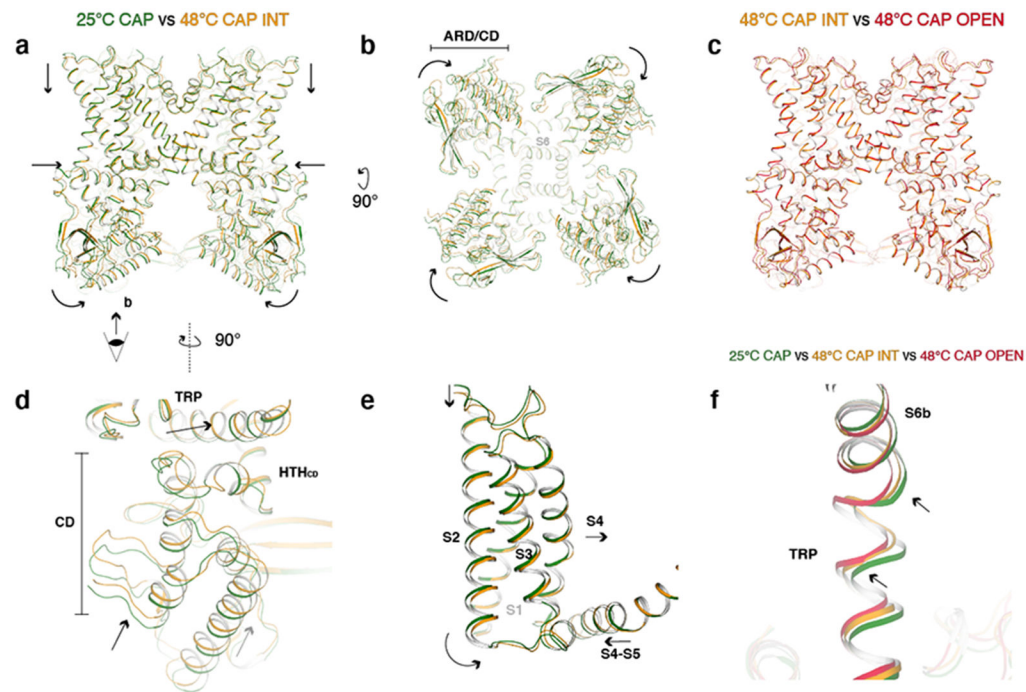 25°C CAP vs 48°C CAP INT
48°C CAP INT vs 48°C CAP OPEN
a
b
ARD/CD
c
S6
90°
b
90°
25°C CAP vs 48°C CAP INT vs 48°C CAP OPEN
d
TRP
e
f
S6b
HTHCD
CD
S2
S3
S4
TRP
S1
S4-S5